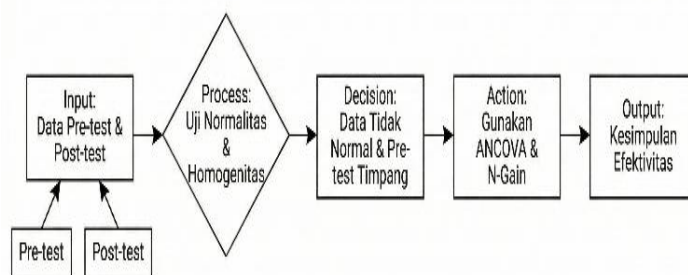 Input:
Data Pre-test &
Post-test
Pre-test
Post-test
Process:
Uji Normalitas
&
Homogenitas
Decision:
Data Tidak
Normal & Pre-
test Timpang
Action:
Gunakan
ANCOVA &
N-Gain
Output:
Kesimpulan
Efektivitas